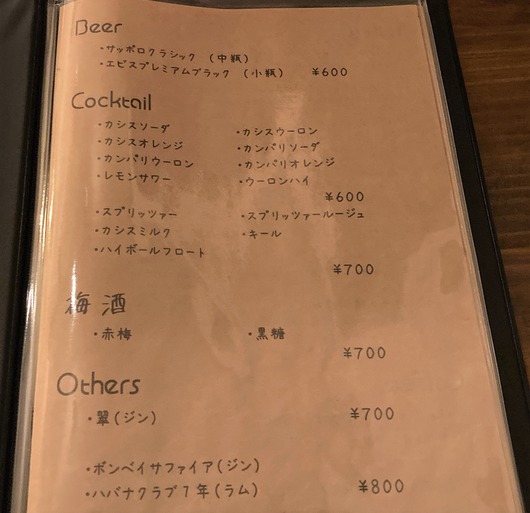 Beer
・サッポロクラシック （中瓶）
・エビスプレミアムブラック （小瓶） ¥600
Cocktail
・カシスソーダ ・カシスウーロン
・カシスオレンジ ・カンパリソーダ
・カンパリウーロン ・カンパリオレンジ
・レモンサワー ・ウーロンハイ
¥600
・スプリッツァー ・スプリッツァールージュ
・カシスミルク ・キール
・ハイボールフロート
¥700
梅酒
・赤梅 ・黒糖
¥700
Others
・翠(ジン) ¥700
・ボンベイサファイア(ジン)
・ハバナクラブ7年(ラム) ¥800